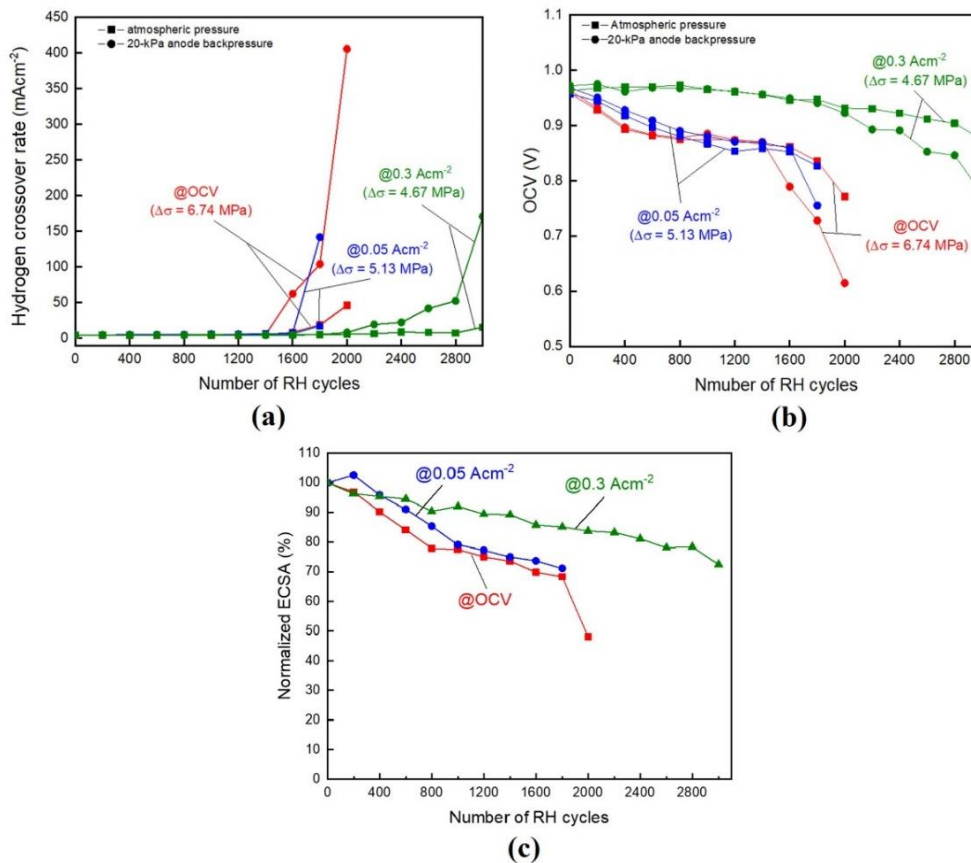 atmospheric pressure
20-kPa anode backpressure
Hydrogen crossover rate (mAcm⁻²)
450
400
350
300
250
200
150
100
50
0
@OCV
(Δσ = 6.74 MPa)
@0.3 Acm⁻²
(Δσ = 4.67 MPa)
@0.05 Acm⁻²
(Δσ = 5.13 MPa)
0 400 800 1200 1600 2000 2400 2800
Number of RH cycles
(a)
Atmospheric pressure
20-kPa anode backpressure
OCV (V)
1.1
1.0
0.9
0.8
0.7
0.6
0.5
@0.3 Acm⁻²
(Δσ = 4.67 MPa)
@0.05 Acm⁻²
(Δσ = 5.13 MPa)
@OCV
(Δσ = 6.74 MPa)
0 400 800 1200 1600 2000 2400 2800
Nmuber of RH cycles
(b)
Normalized ECSA (%)
110
100
90
80
70
60
50
40
30
20
10
0
@0.05 Acm⁻²
@0.3 Acm⁻²
@OCV
0 400 800 1200 1600 2000 2400 2800
Number of RH cycles
(c)